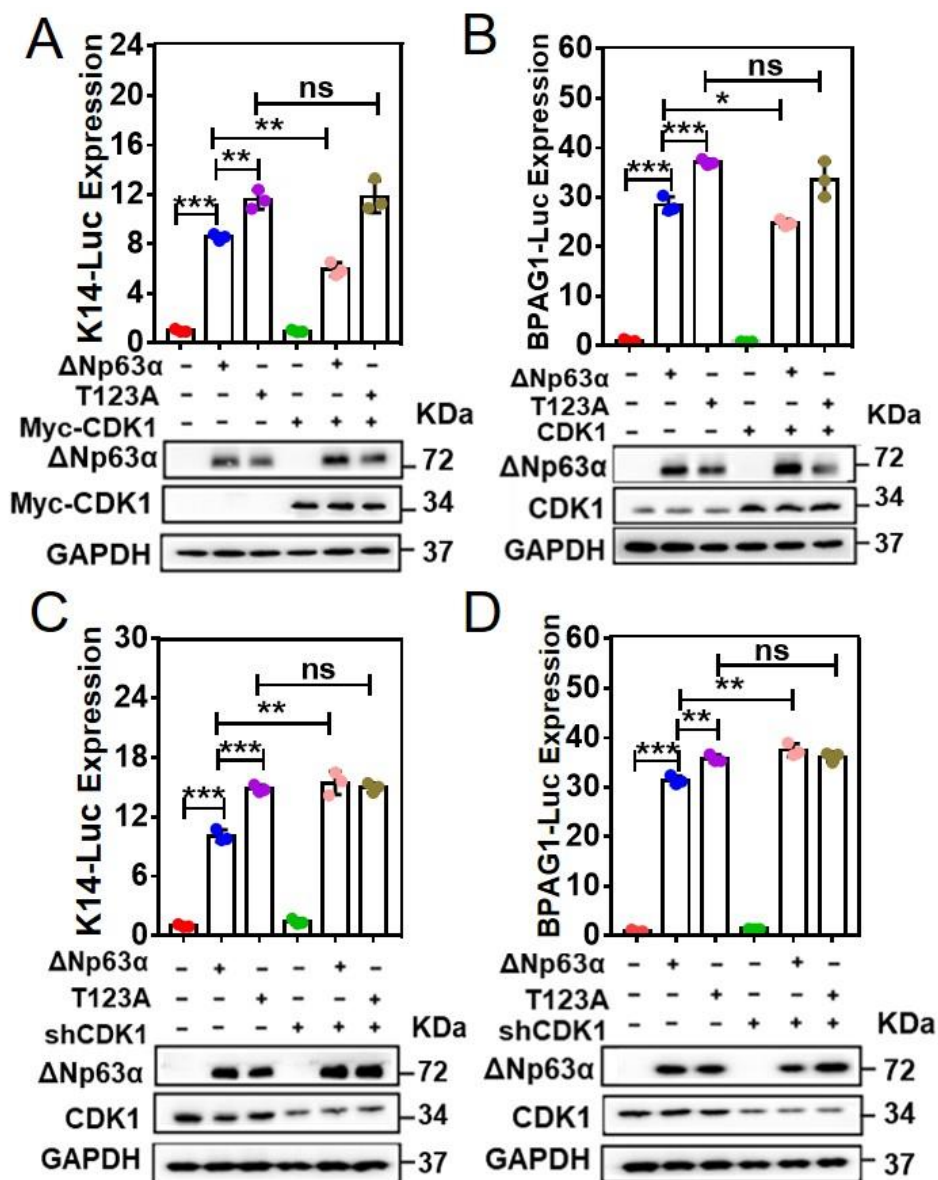 A
K14-Luc Expression
24
20
16
12
8
4
0
ns
**
**
***
ΔNp63α - + - - + -
T123A - - + - - +
Myc-CDK1 - - - + + +
KDa
ΔNp63α 72
Myc-CDK1 34
GAPDH 37
B
BPAG1-Luc Expression
60
50
40
30
20
10
0
ns
*
***
***
ΔNp63α - + - - + -
T123A - - + - - +
CDK1 - - - + + +
KDa
ΔNp63α 72
CDK1 34
GAPDH 37
C
K14-Luc Expression
30
24
18
12
6
0
ns
**
***
***
ΔNp63α - + - - + -
T123A - - + - - +
shCDK1 - - - + + +
KDa
ΔNp63α 72
CDK1 34
GAPDH 37
D
BPAG1-Luc Expression
60
50
40
30
20
10
0
ns
**
**
***
ΔNp63α - + - - + -
T123A - - + - - +
shCDK1 - - - + + +
KDa
ΔNp63α 72
CDK1 34
GAPDH 37